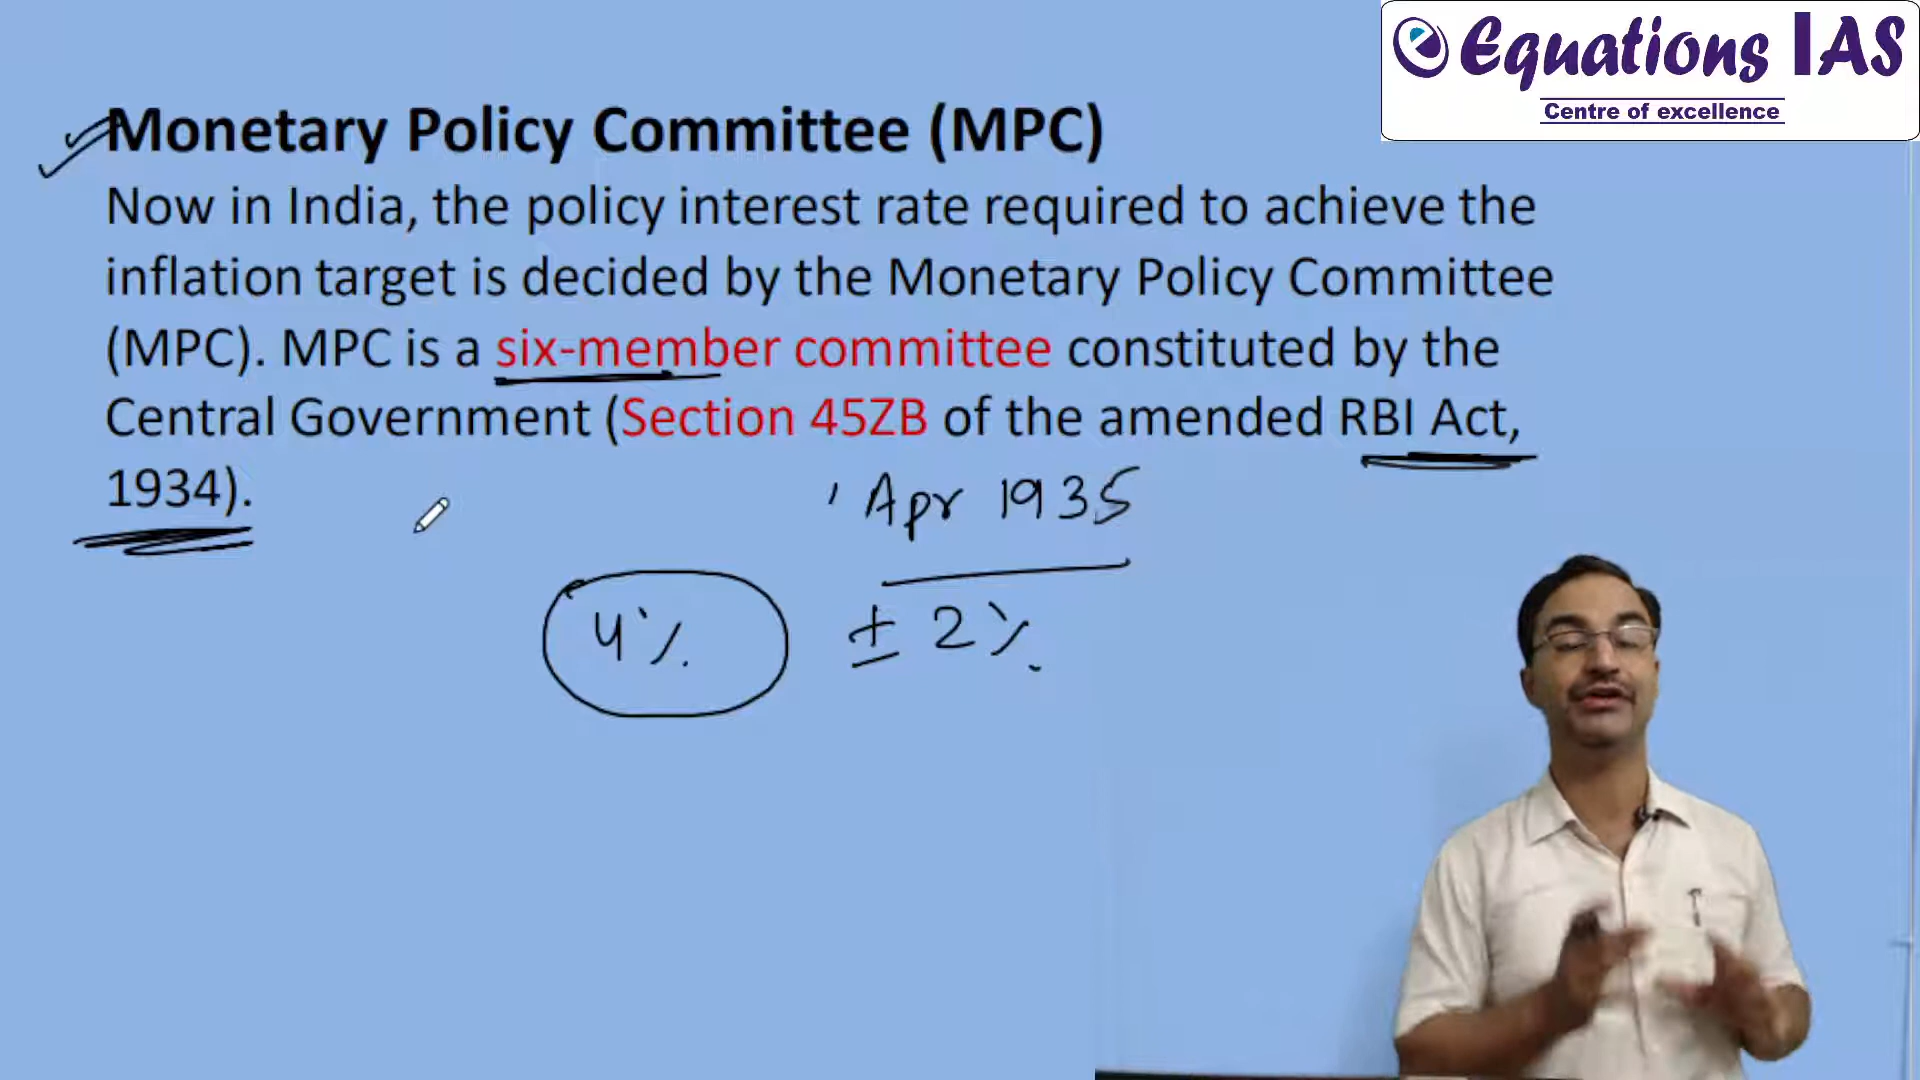 Equations IAS
Centre of excellence
Monetary Policy Committee (MPC)
Now in India, the policy interest rate required to achieve the
inflation target is decided by the Monetary Policy Committee
(MPC). MPC is a six-member committee constituted by the
Central Government (Section 45ZB of the amended RBI Act,
1934).
1 Apr 1935
4% ± 2%